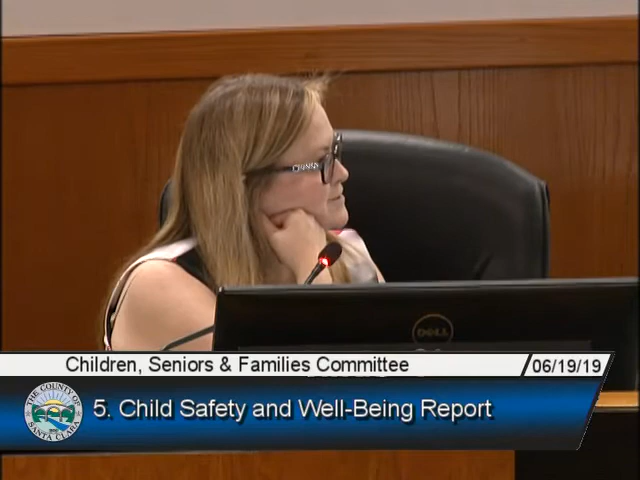 DELL
Children, Seniors & Families Committee
06/19/19
THE COUNTY OF SANTA CLARA
5. Child Safety and Well-Being Report